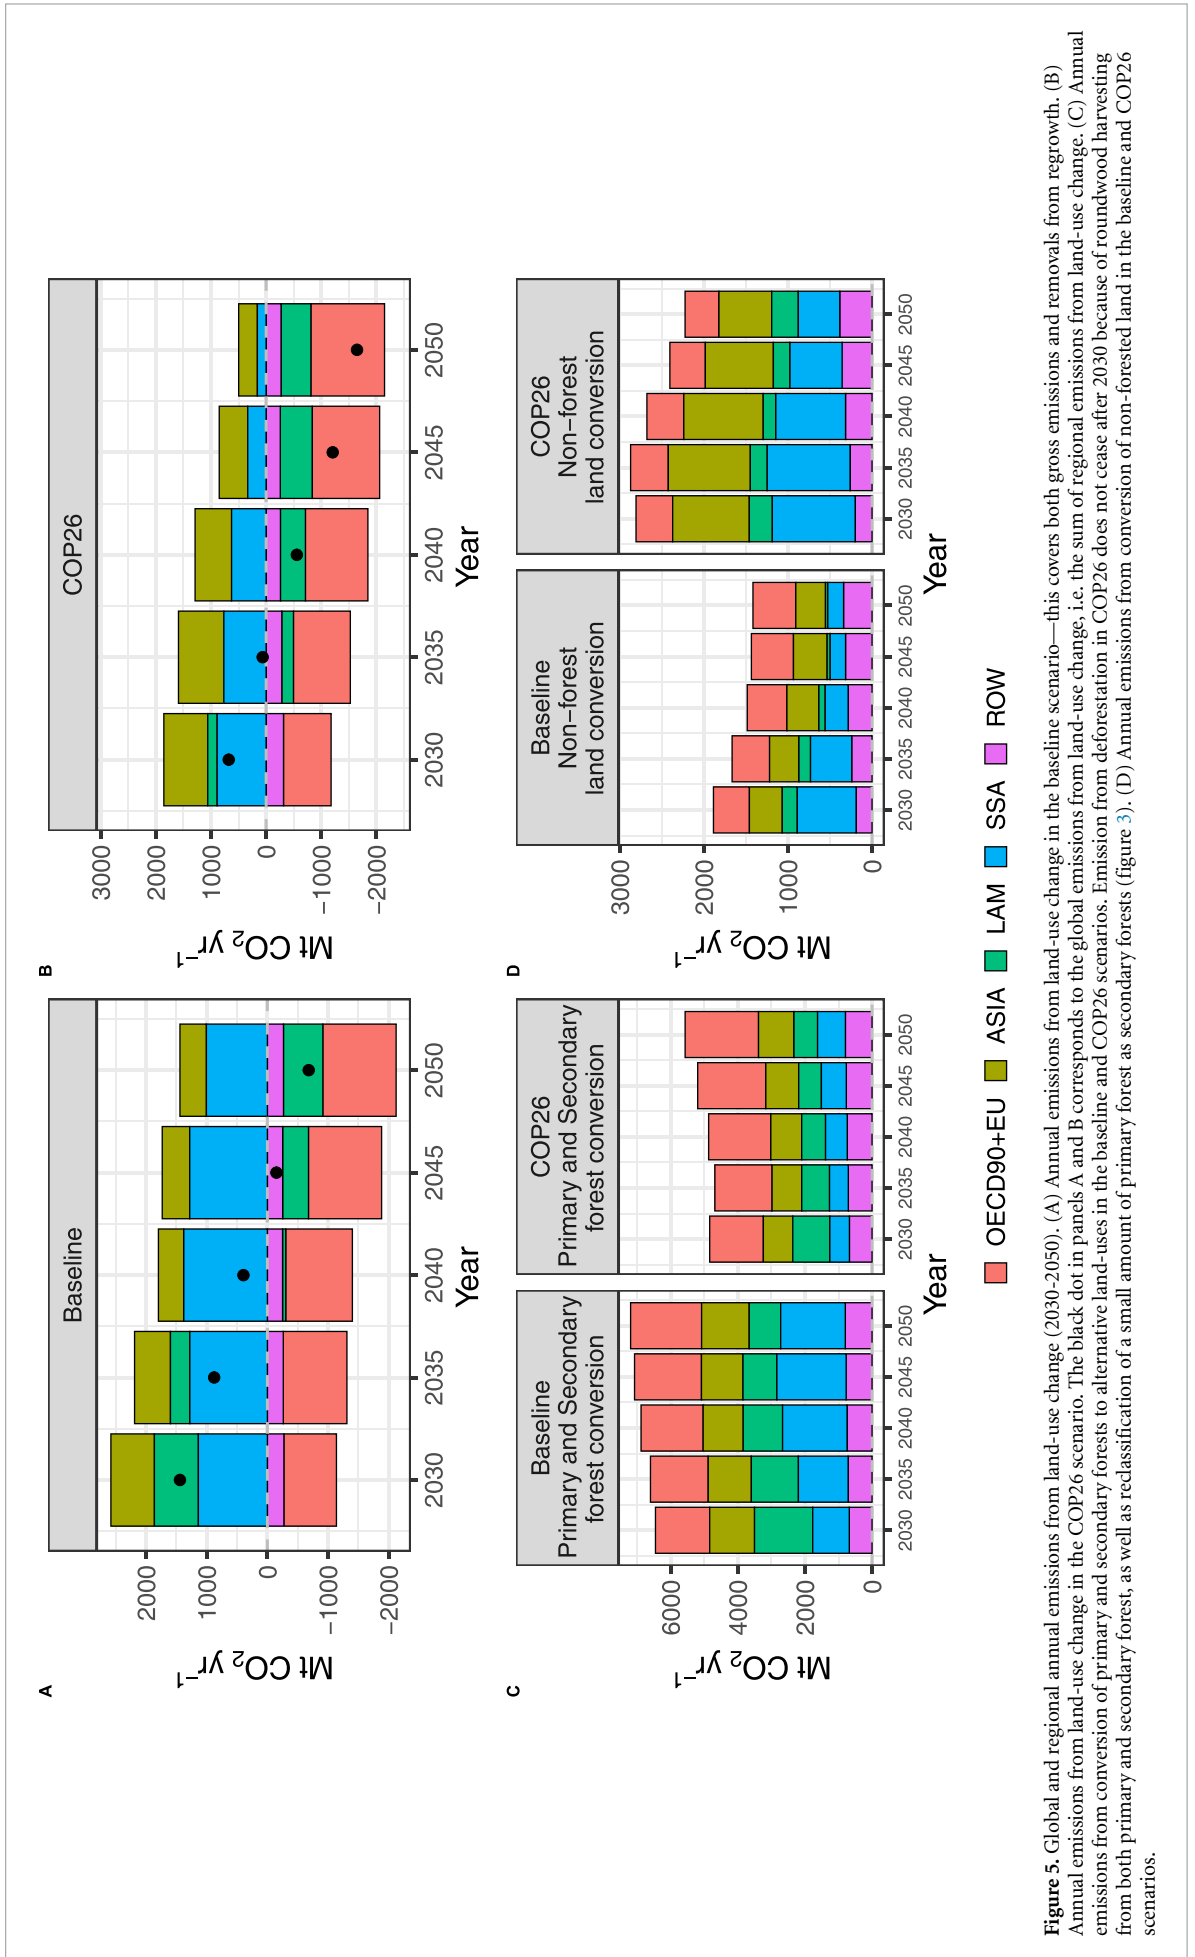 A
Baseline
2000
1000
0
−1000
−2000
Mt CO₂ yr⁻¹
2030 2035 2040 2045 2050
Year
B
COP26
3000
2000
1000
0
−1000
−2000
Mt CO₂ yr⁻¹
2030 2035 2040 2045 2050
Year
C
Baseline
Primary and Secondary
forest conversion
COP26
Primary and Secondary
forest conversion
6000
4000
2000
0
Mt CO₂ yr⁻¹
2030 2035 2040 2045 2050 2030 2035 2040 2045 2050
Year
D
Baseline
Non−forest
land conversion
COP26
Non−forest
land conversion
3000
2000
1000
0
Mt CO₂ yr⁻¹
2030 2035 2040 2045 2050 2030 2035 2040 2045 2050
Year
OECD90+EU ASIA LAM SSA ROW
Figure 5. Global and regional annual emissions from land-use change (2030-2050). (A) Annual emissions from land-use change in the baseline scenario—this covers both gross emissions and removals from regrowth. (B)
Annual emissions from land-use change in the COP26 scenario. The black dot in panels A and B corresponds to the global emissions from land-use change, i.e. the sum of regional emissions from land-use change. (C) Annual
emissions from conversion of primary and secondary forests to alternative land-uses in the baseline and COP26 scenarios. Emission from deforestation in COP26 does not cease after 2030 because of roundwood harvesting
from both primary and secondary forest, as well as reclassification of a small amount of primary forest as secondary forests (figure 3). (D) Annual emissions from conversion of non-forested land in the baseline and COP26
scenarios.